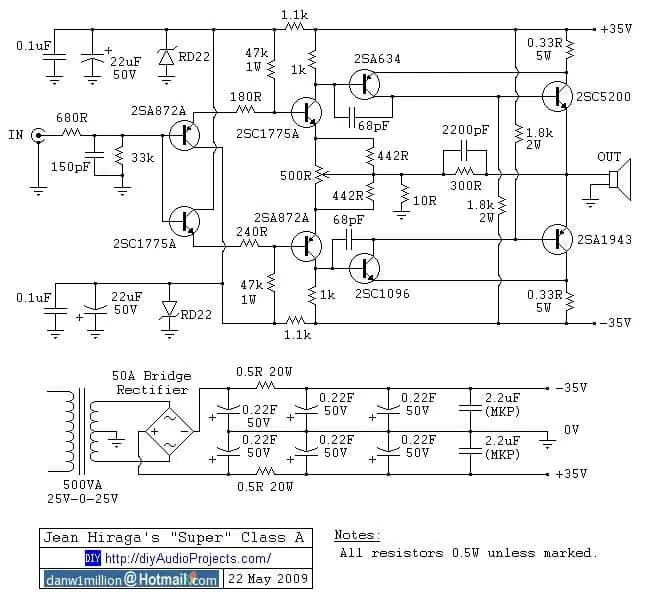 1.1k
+35V
0.1uF
22uF
50V
RD22
47k
1W
1k
2SA634
0.33R
5W
2SC5200
68pF
2SA872A
180R
2SC1775A
IN
680R
150pF
33k
2200pF
1.8k
2W
OUT
442R
500R
300R
442R
10R
1.8k
2W
2SC1775A
2SA872A
240R
68pF
2SA1943
0.1uF
22uF
50V
RD22
47k
1W
1k
2SC1096
0.33R
5W
1.1k
-35V
50A Bridge
Rectifier
0.5R 20W
-35V
0.22F
50V
0.22F
50V
0.22F
50V
2.2uF
(MKP)
0V
0.22F
50V
0.22F
50V
0.22F
50V
2.2uF
(MKP)
+35V
0.5R 20W
500VA
25V-0-25V
Jean Hiraga's "Super" Class A
DIY http://diyAudioProjects.com/
danw1million@Hotmail.com
22 May 2009
Notes:
All resistors 0.5W unless marked.